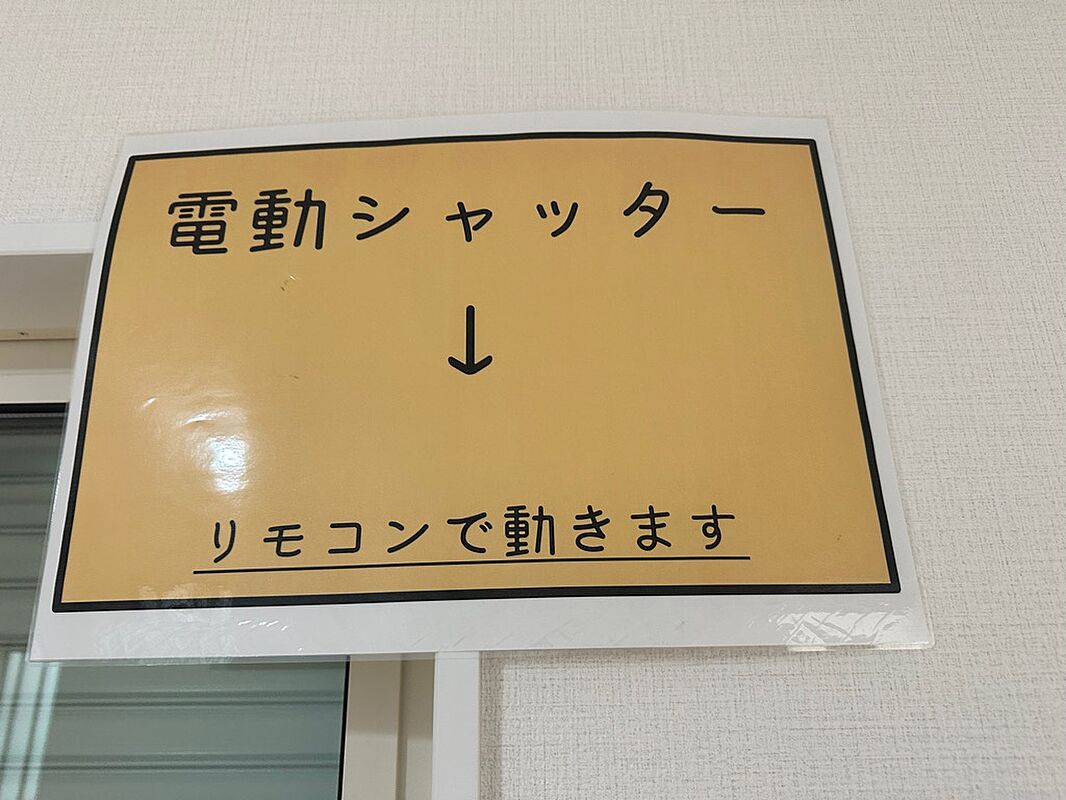 電動シャッター
↓
リモコンで動きます